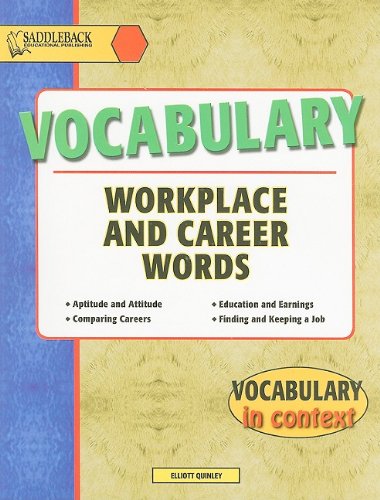 SADDLEBACK
EDUCATIONAL PUBLISHING
VOCABULARY
WORKPLACE
AND CAREER
WORDS
• Aptitude and Attitude
• Comparing Careers
• Education and Earnings
• Finding and Keeping a Job
VOCABULARY
in context
ELLIOTT QUINLEY